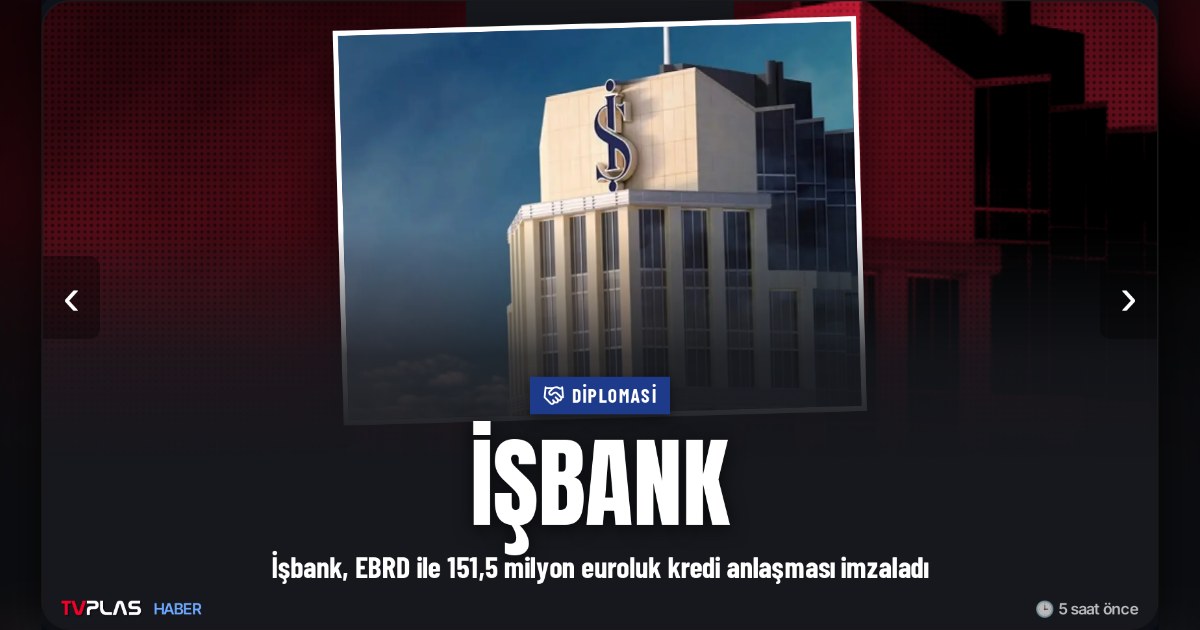 DİPLOMASİ
İŞBANK
İşbank, EBRD ile 151,5 milyon euroluk kredi anlaşması imzaladı
TVPLAS HABER
5 saat önce